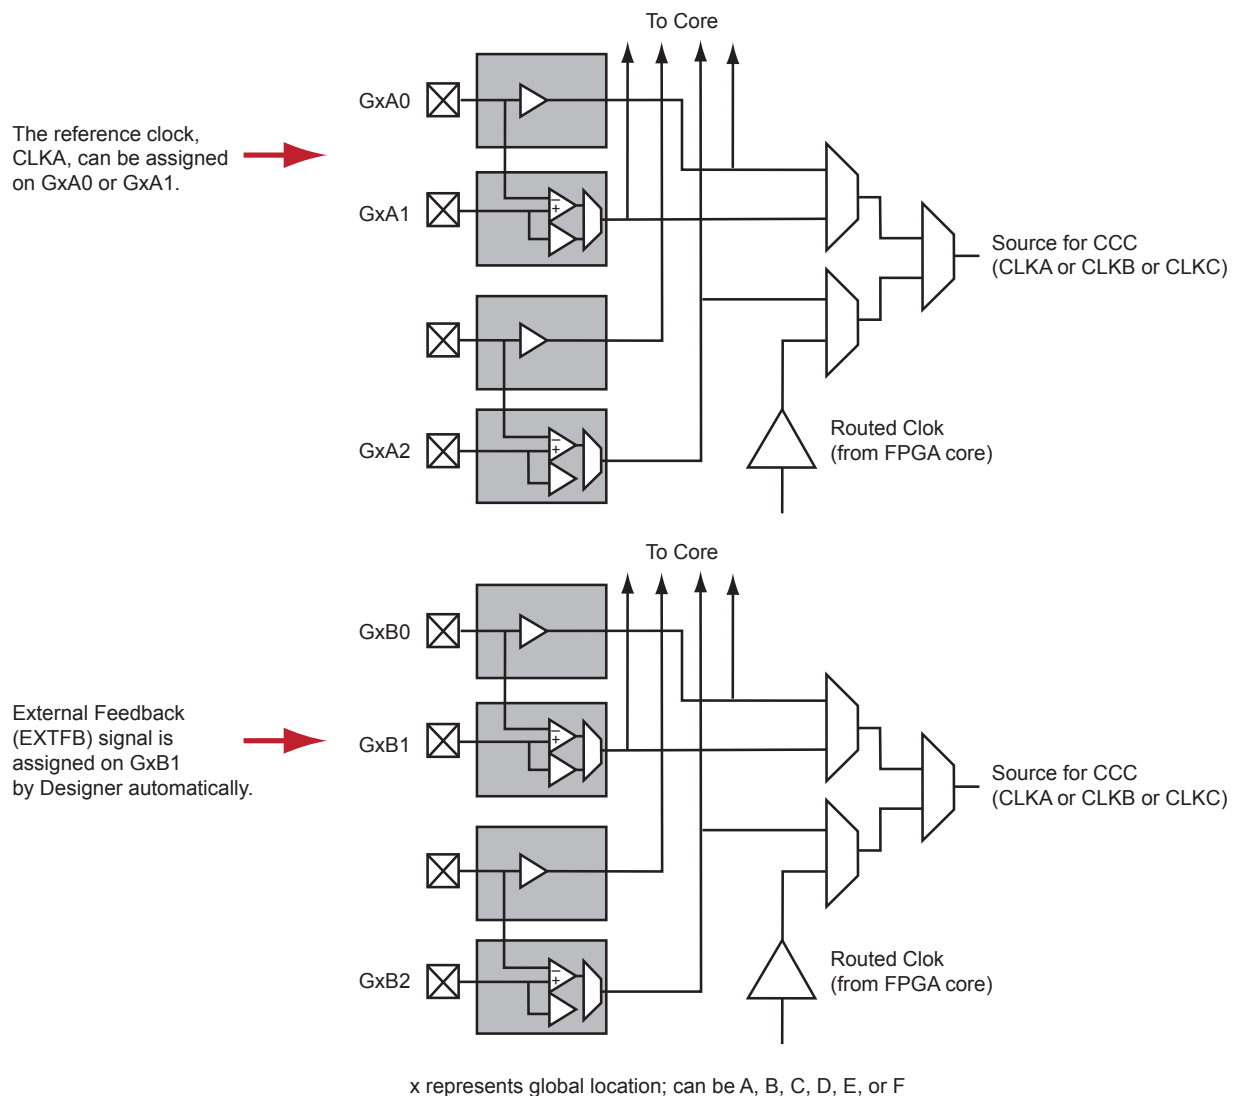 To Core
GxA0
The reference clock,
CLKA, can be assigned
on GxA0 or GxA1.
GxA1
− +
Source for CCC
(CLKA or CLKB or CLKC)
GxA2
− +
Routed Clok
(from FPGA core)
To Core
GxB0
External Feedback
(EXTFB) signal is
assigned on GxB1
by Designer automatically.
GxB1
− +
Source for CCC
(CLKA or CLKB or CLKC)
GxB2
− +
Routed Clok
(from FPGA core)
x represents global location; can be A, B, C, D, E, or F